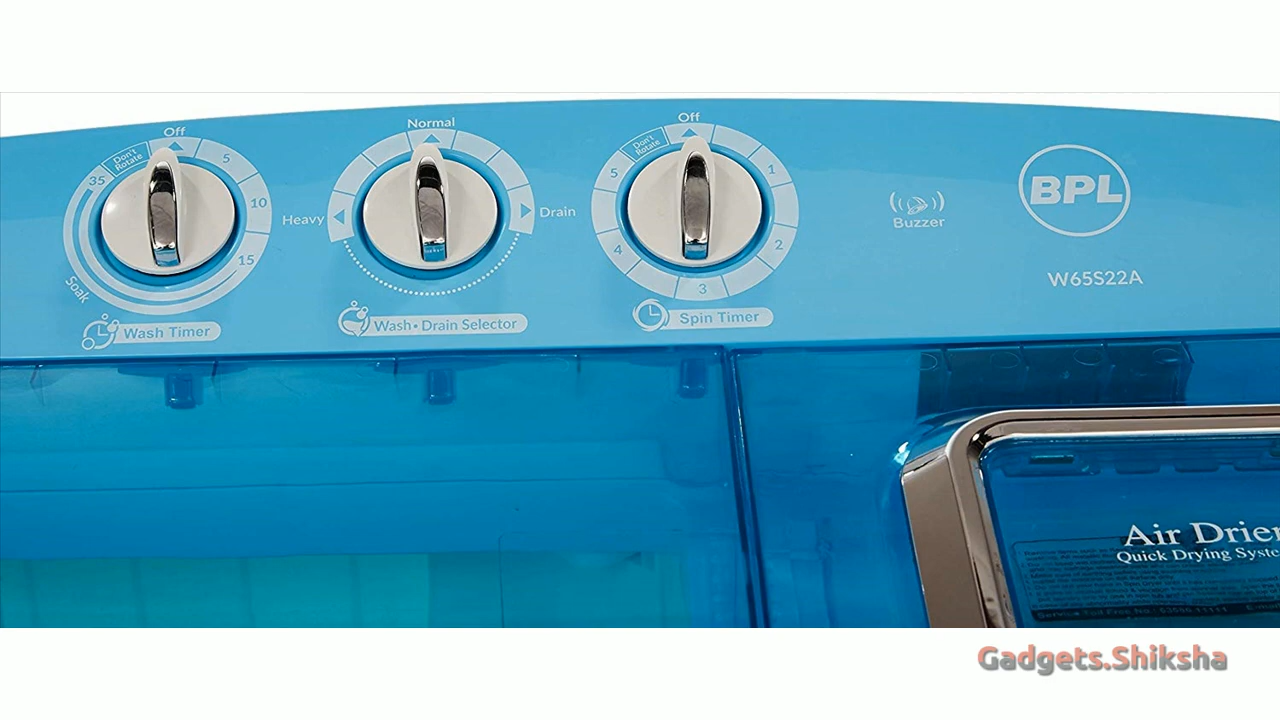 Off
Don't
Rotate
5
10
15
35
Soak
Wash Timer
Normal
Heavy
Drain
Wash • Drain Selector
Off
Don't
Rotate
1
2
3
4
5
Spin Timer
Buzzer
BPL
W65S22A
Air Drier
Quick Drying Syste
Gadgets.Shiksha